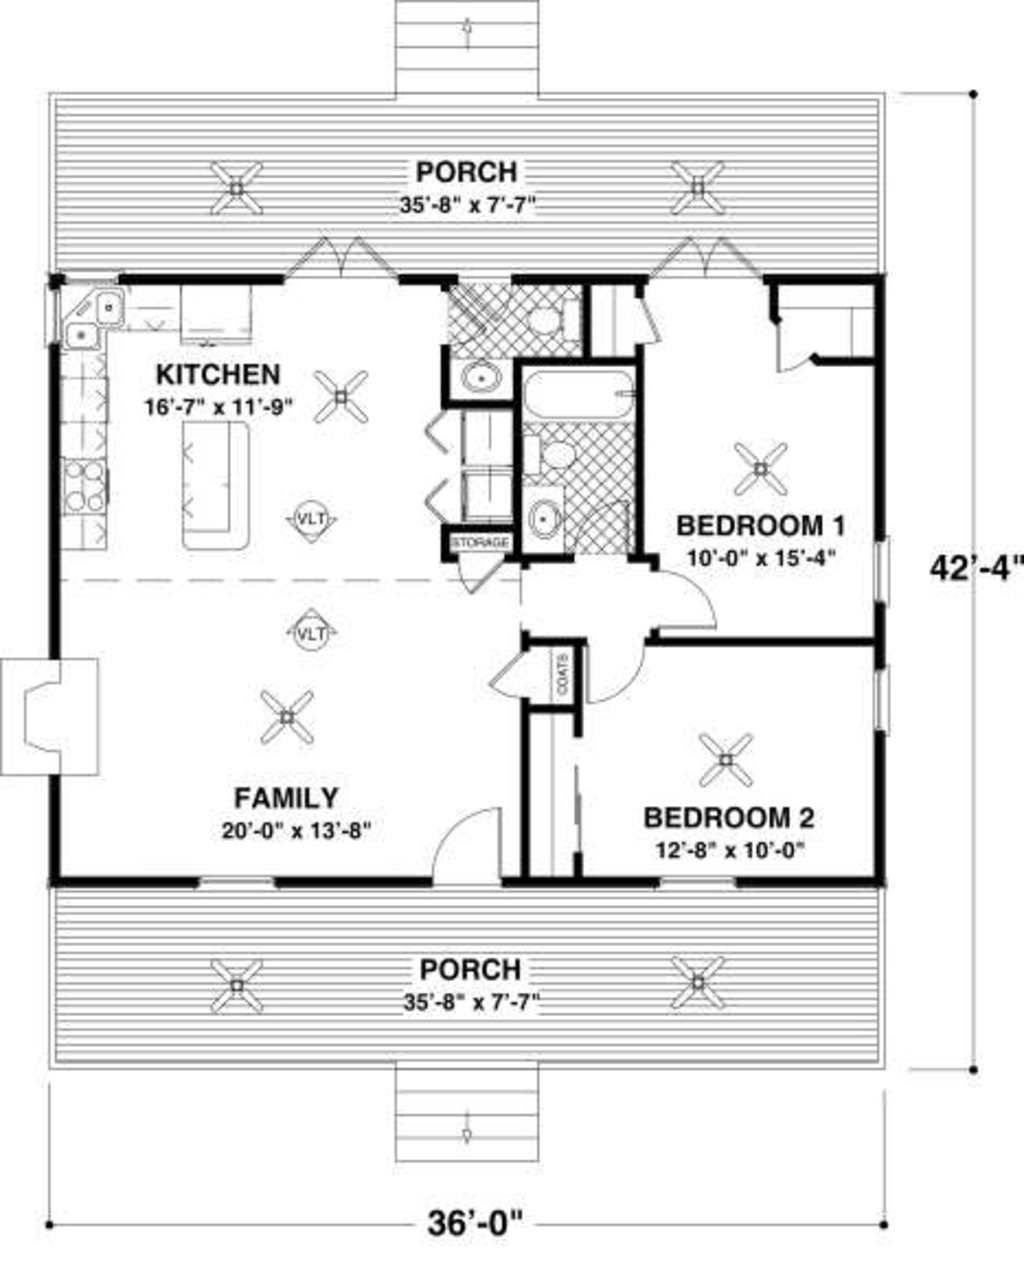 PORCH
35'-8" x 7'-7"
KITCHEN
16'-7" x 11'-9"
VLT
BEDROOM 1
10'-0" x 15'-4"
STORAGE
42'-4"
VLT
COATS
FAMILY
20'-0" x 13'-8"
BEDROOM 2
12'-8" x 10'-0"
PORCH
35'-8" x 7'-7"
36'-0"